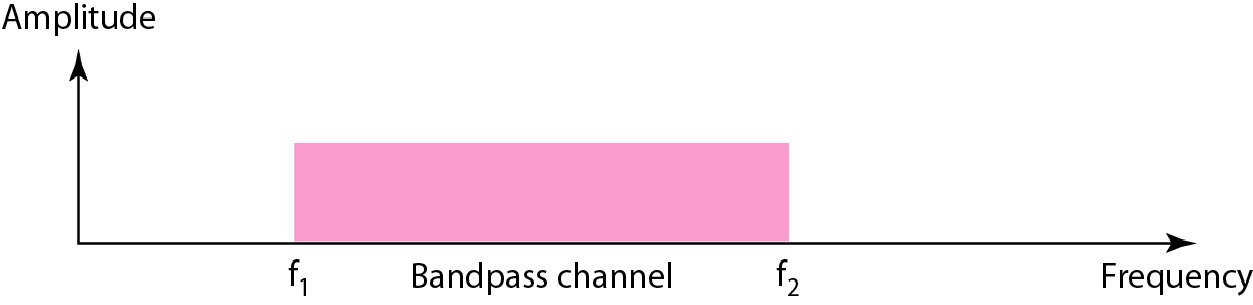 Amplitude
f₁ Bandpass channel f₂ Frequency